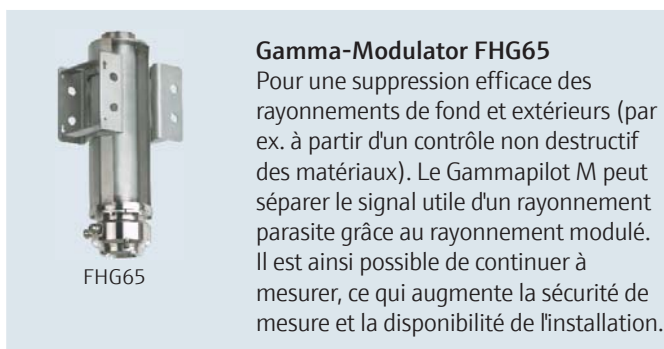 Gamma-Modulator FHG65
Pour une suppression efficace des
rayonnements de fond et extérieurs (par
ex. à partir d'un contrôle non destructif
des matériaux). Le Gammapilot M peut
séparer le signal utile d'un rayonnement
parasite grâce au rayonnement modulé.
Il est ainsi possible de continuer à
mesurer, ce qui augmente la sécurité de
mesure et la disponibilité de l'installation.
FHG65